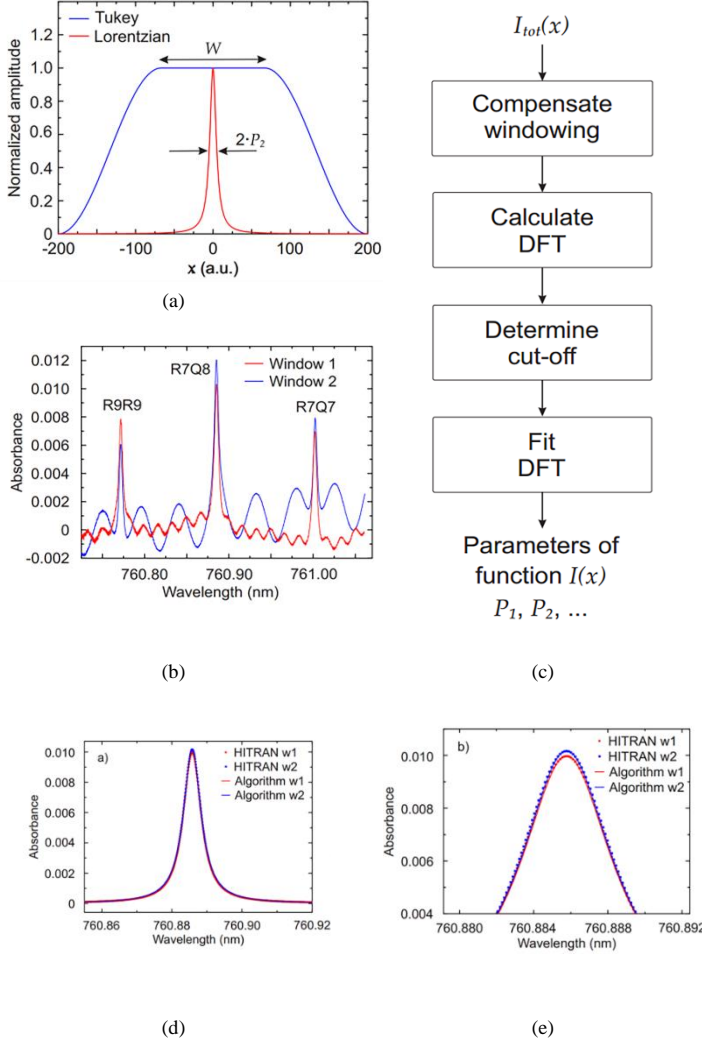 Tukey
Lorentzian
W
2·P₂
Normalized amplitude
1.0
0.8
0.6
0.4
0.2
0
-200
-100
0
100
200
x (a.u.)
(a)
I_tot(x)
Compensate
windowing
Calculate
DFT
Determine
cut-off
Fit
DFT
Parameters of
function I(x)
P₁, P₂, ...
(c)
0.012
0.010
0.008
0.006
0.004
0.002
0
-0.002
Absorbance
R9R9
R7Q8
R7Q7
Window 1
Window 2
760.80
760.90
761.00
Wavelength (nm)
(b)
a)
HITRAN w1
HITRAN w2
Algorithm w1
Algorithm w2
0.010
0.008
0.006
0.004
0.002
0
Absorbance
760.86
760.88
760.90
760.92
Wavelength (nm)
(d)
b)
HITRAN w1
HITRAN w2
Algorithm w1
Algorithm w2
0.010
0.008
0.006
0.004
Absorbance
760.880
760.884
760.888
760.892
Wavelength (nm)
(e)